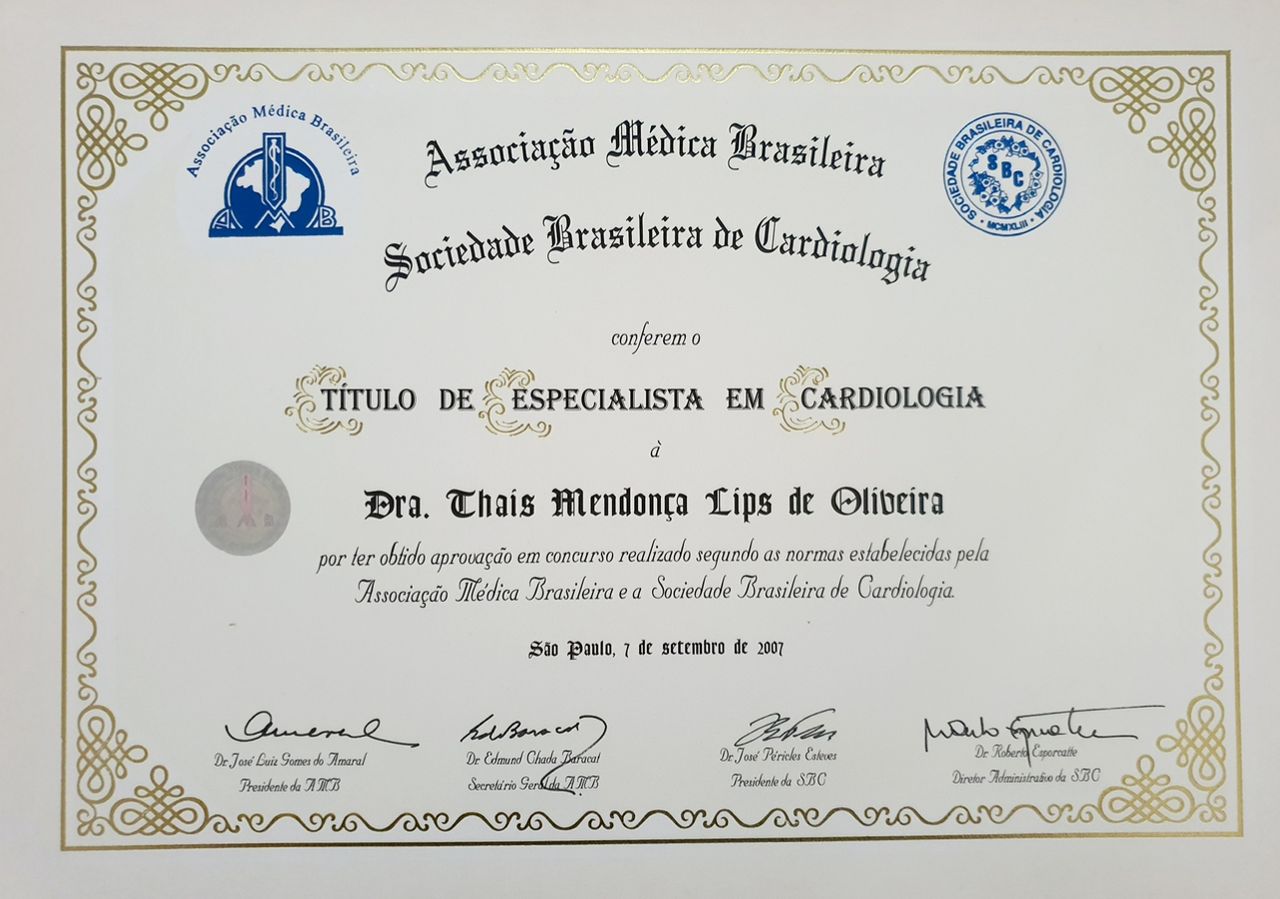 Associação Médica Brasileira
Associação Médica Brasileira
SOCIEDADE BRASILEIRA DE CARDIOLOGIA
SBC
MCMXLIII
Sociedade Brasileira de Cardiologia
conferem o
TÍTULO DE ESPECIALISTA EM CARDIOLOGIA
à
Dra. Thais Mendonça Lips de Oliveira
por ter obtido aprovação em concurso realizado segundo as normas estabelecidas pela
Associação Médica Brasileira e a Sociedade Brasileira de Cardiologia.
São Paulo, 7 de setembro de 2007
Dr. José Luiz Gomes do Amaral
Presidente da AMB
Dr. Edmund Chada Baracat
Secretário Geral da AMB
Dr. José Péricles Esteves
Presidente da SBC
Dr. Roberto Esporcatte
Diretor Administrativo da SBC